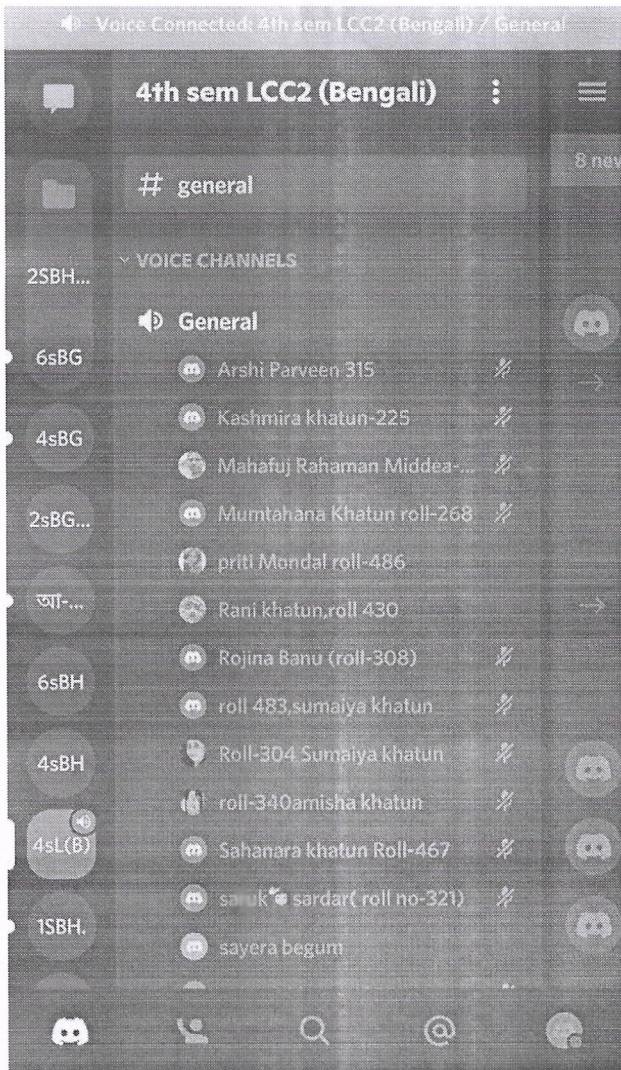 Voice Connected: 4th sem LCC2 (Bengali) / General
4th sem LCC2 (Bengali)
8 new
# general
2SBH...
VOICE CHANNELS
General
6sBG
Arshi Parveen 315
Kashmira khatun-225
4sBG
Mahafuj Rahaman Middea-...
2sBG...
Mumtahana Khatun roll-268
priti Mondal roll-486
আ-...
Rani khatun,roll 430
Rojina Banu (roll-308)
6sBH
roll 483,sumaiya khatun
Roll-304 Sumaiya khatun
4sBH
roll-340amisha khatun
4sL(B)
Sahanara khatun Roll-467
saruk sardar( roll no-321)
1SBH.
sayera begum